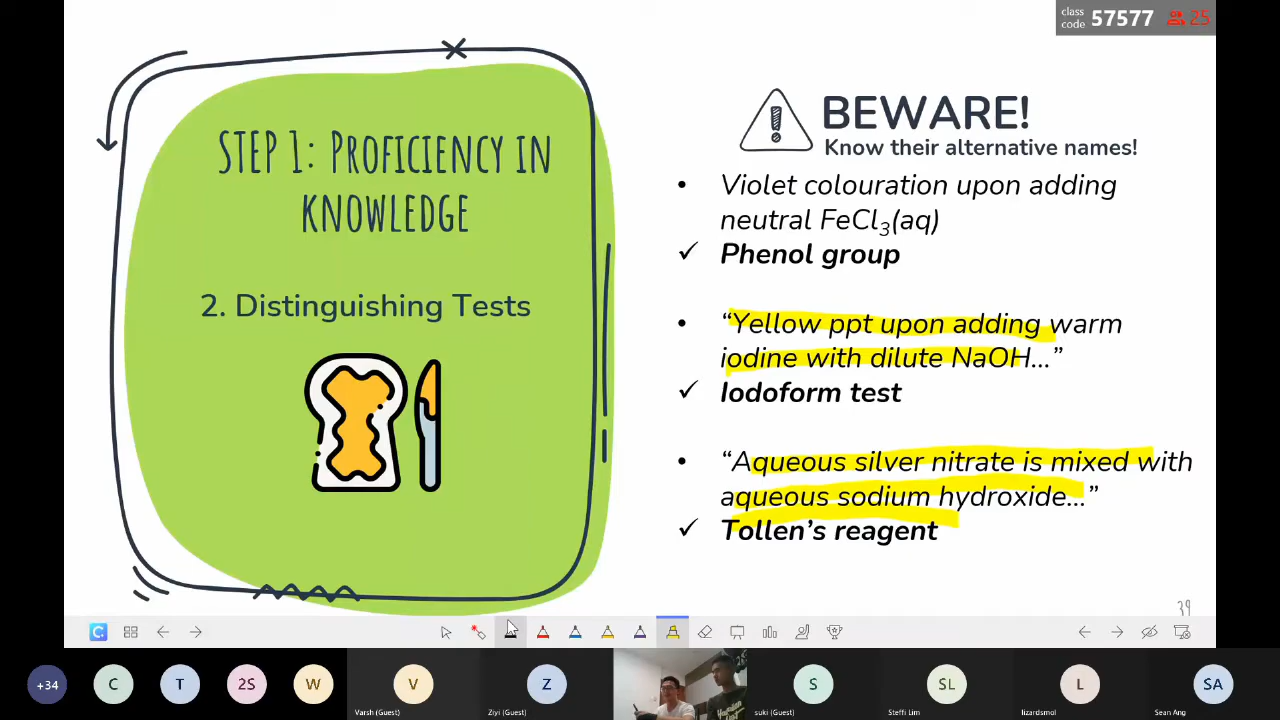 class
code 57577 25
STEP 1: PROFICIENCY IN
KNOWLEDGE
2. Distinguishing Tests
BEWARE!
Know their alternative names!
• Violet colouration upon adding
neutral FeCl₃(aq)
✓ Phenol group
• “Yellow ppt upon adding warm
iodine with dilute NaOH...”
✓ Iodoform test
• “Aqueous silver nitrate is mixed with
aqueous sodium hydroxide...”
✓ Tollen’s reagent
39
+34 C T 2S W V Z S SL L SA
Varsh (Guest) Ziyi (Guest) suki (Guest) Steffi Lim lizardsmol Sean Ang